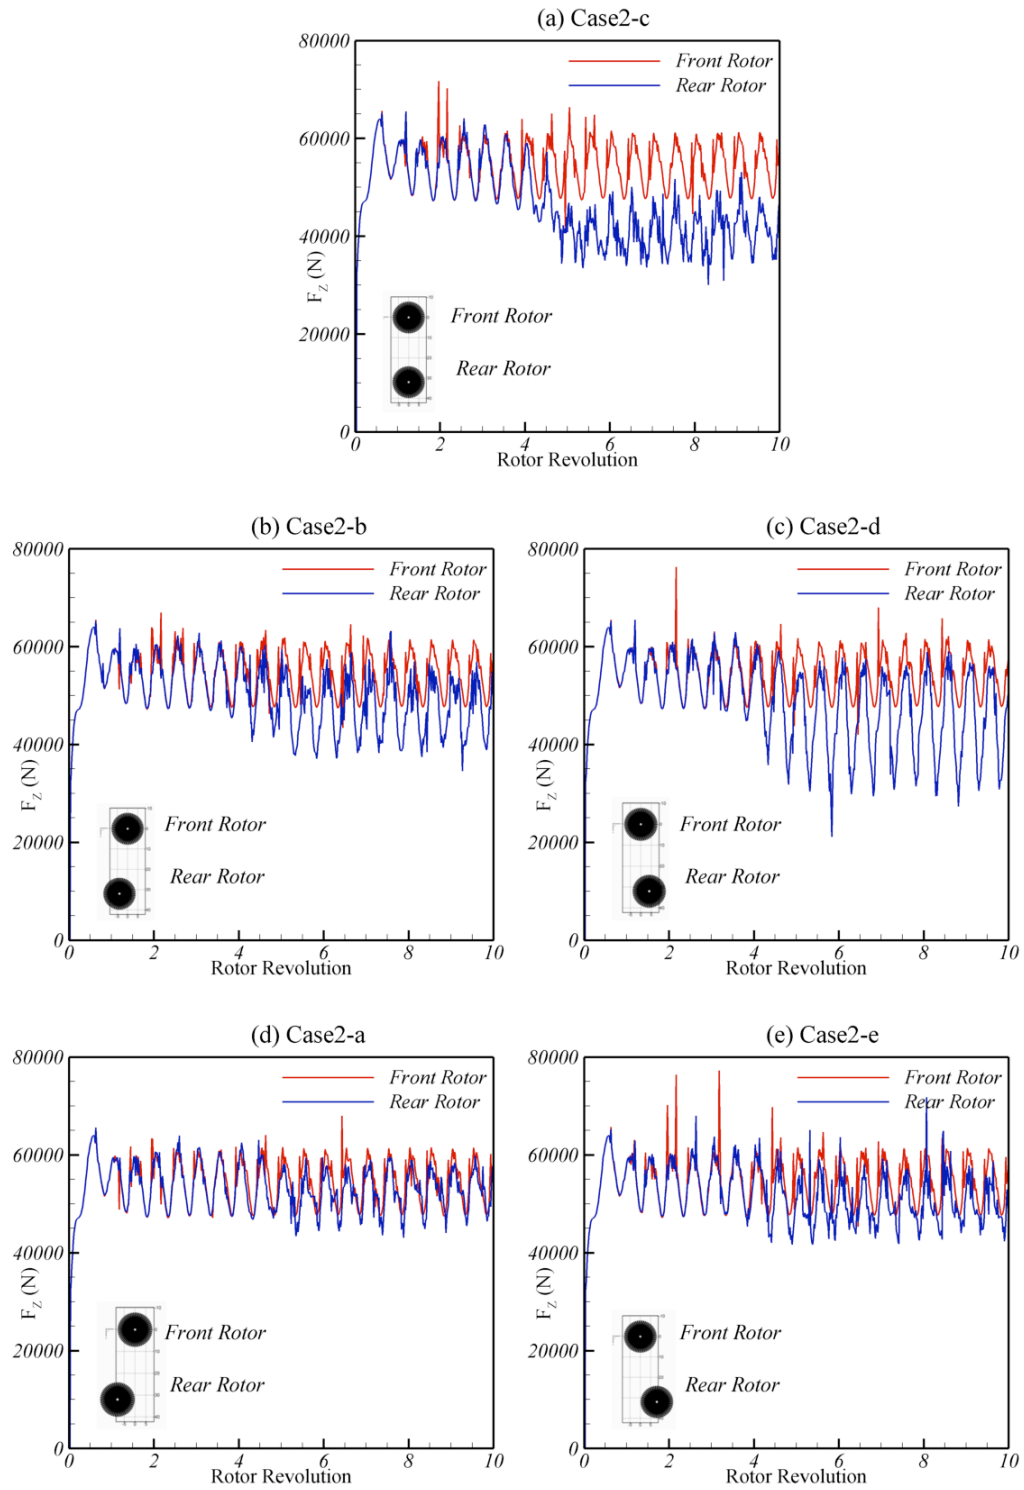 (a) Case2-c
80000
Front Rotor
Rear Rotor
60000
40000
F_Z (N)
20000
Front Rotor
Rear Rotor
0
2 4 6 8 10
Rotor Revolution
(b) Case2-b
80000
Front Rotor
Rear Rotor
60000
40000
F_Z (N)
20000
Front Rotor
Rear Rotor
0
0 2 4 6 8 10
Rotor Revolution
(c) Case2-d
80000
Front Rotor
Rear Rotor
60000
40000
F_Z (N)
20000
Front Rotor
Rear Rotor
0
0 2 4 6 8 10
Rotor Revolution
(d) Case2-a
80000
Front Rotor
Rear Rotor
60000
40000
F_Z (N)
20000
Front Rotor
Rear Rotor
0
0 2 4 6 8 10
Rotor Revolution
(e) Case2-e
80000
Front Rotor
Rear Rotor
60000
40000
F_Z (N)
20000
Front Rotor
Rear Rotor
0
0 2 4 6 8 10
Rotor Revolution